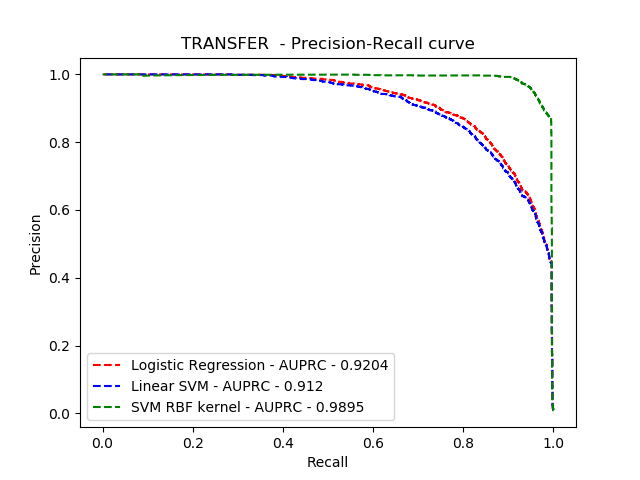 TRANSFER  - Precision-Recall curve
1.0
0.8
0.6
0.4
0.2
0.0
Precision
Logistic Regression - AUPRC - 0.9204
Linear SVM - AUPRC - 0.912
SVM RBF kernel - AUPRC - 0.9895
0.0 0.2 0.4 0.6 0.8 1.0
Recall